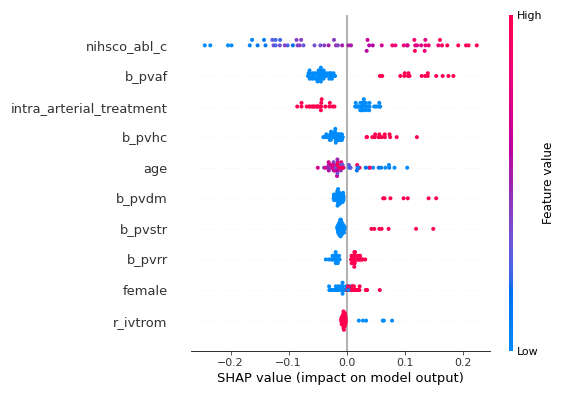 High
nihsco_abl_c
b_pvaf
intra_arterial_treatment
b_pvhc
age
b_pvdm
b_pvstr
b_pvrr
female
r_ivtrom
Feature value
Low
−0.2 −0.1 0.0 0.1 0.2
SHAP value (impact on model output)